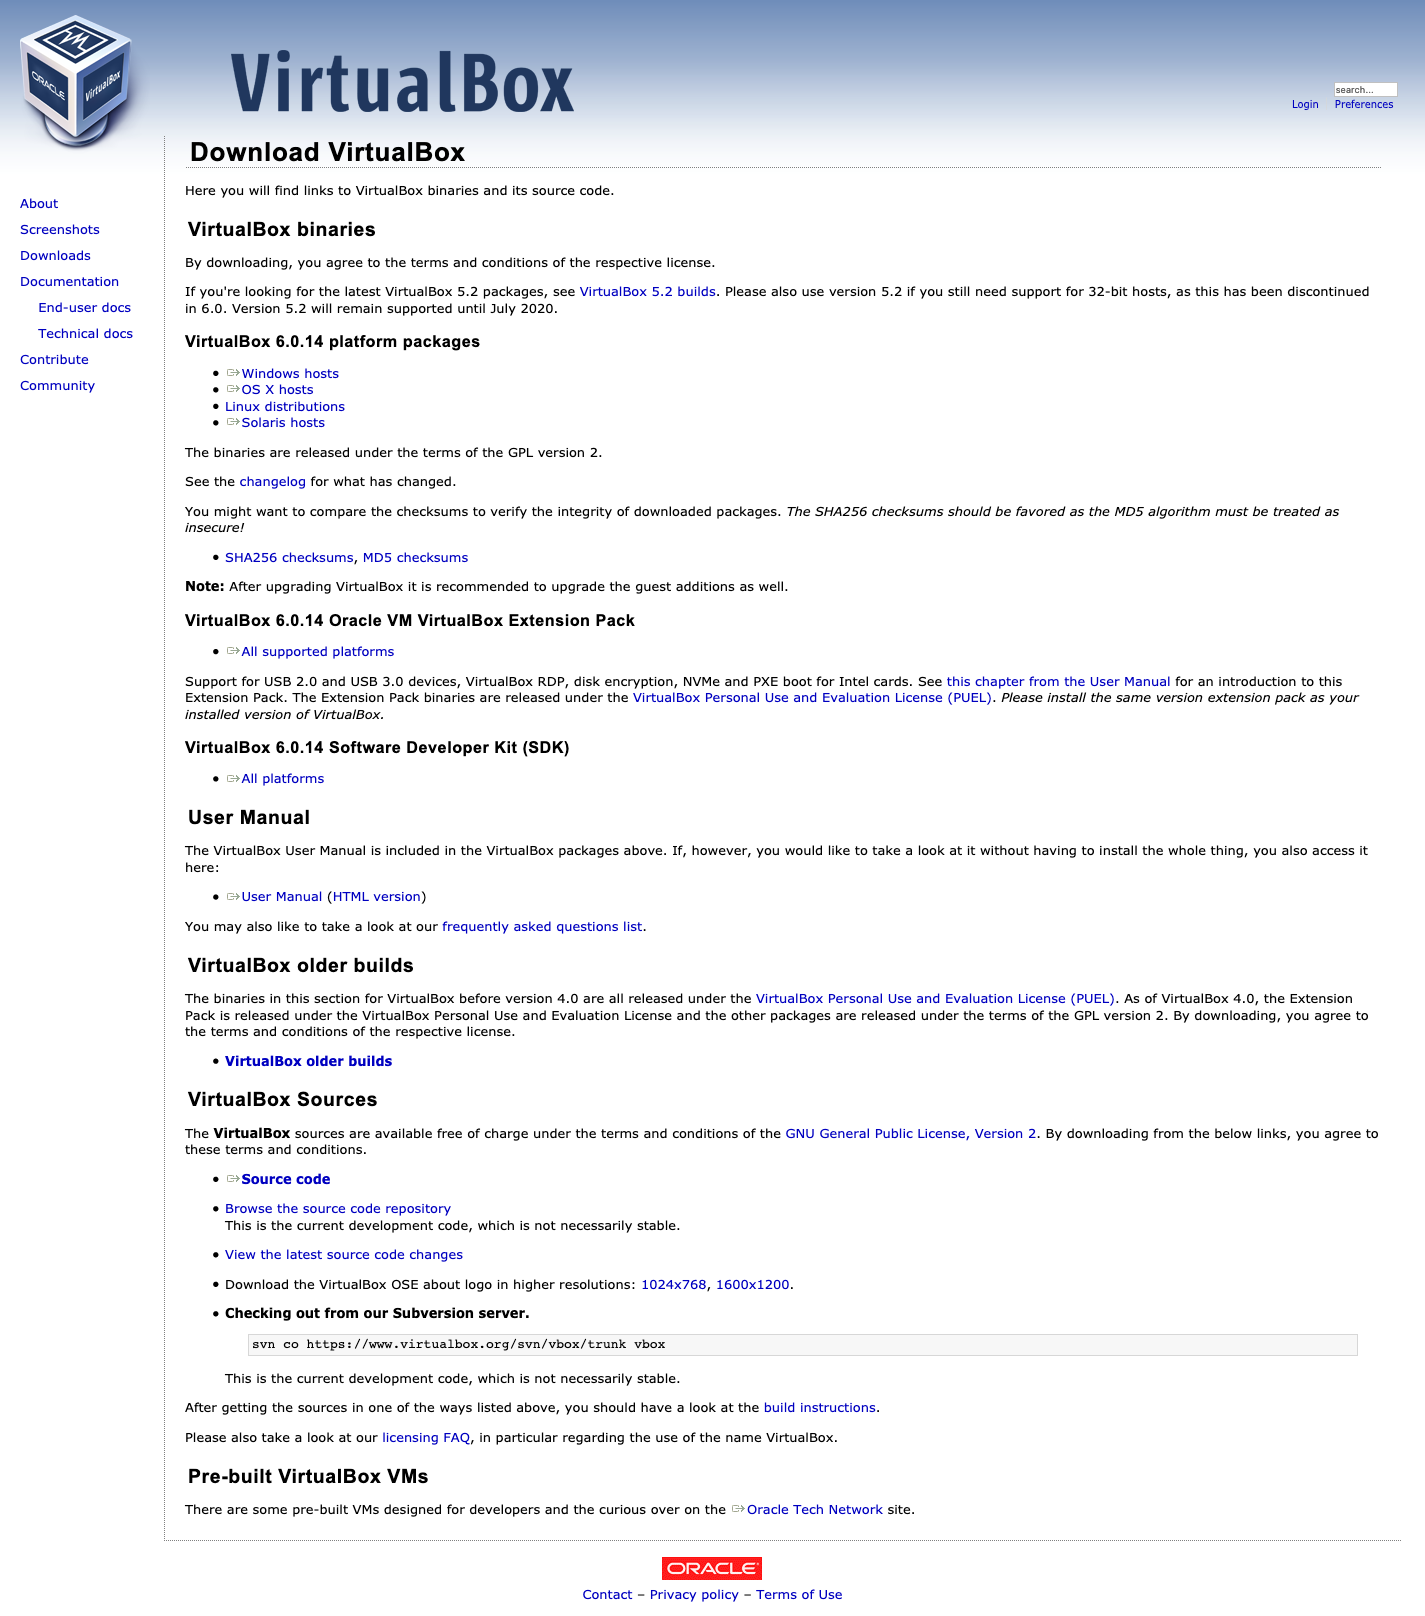 ORACLE
VirtualBox
VirtualBox
search...
Login Preferences
About
Screenshots
Downloads
Documentation
End-user docs
Technical docs
Contribute
Community
Download VirtualBox
Here you will find links to VirtualBox binaries and its source code.
VirtualBox binaries
By downloading, you agree to the terms and conditions of the respective license.
If you're looking for the latest VirtualBox 5.2 packages, see VirtualBox 5.2 builds. Please also use version 5.2 if you still need support for 32-bit hosts, as this has been discontinued
in 6.0. Version 5.2 will remain supported until July 2020.
VirtualBox 6.0.14 platform packages
• Windows hosts
• OS X hosts
• Linux distributions
• Solaris hosts
The binaries are released under the terms of the GPL version 2.
See the changelog for what has changed.
You might want to compare the checksums to verify the integrity of downloaded packages. The SHA256 checksums should be favored as the MD5 algorithm must be treated as
insecure!
• SHA256 checksums, MD5 checksums
Note: After upgrading VirtualBox it is recommended to upgrade the guest additions as well.
VirtualBox 6.0.14 Oracle VM VirtualBox Extension Pack
• All supported platforms
Support for USB 2.0 and USB 3.0 devices, VirtualBox RDP, disk encryption, NVMe and PXE boot for Intel cards. See this chapter from the User Manual for an introduction to this
Extension Pack. The Extension Pack binaries are released under the VirtualBox Personal Use and Evaluation License (PUEL). Please install the same version extension pack as your
installed version of VirtualBox.
VirtualBox 6.0.14 Software Developer Kit (SDK)
• All platforms
User Manual
The VirtualBox User Manual is included in the VirtualBox packages above. If, however, you would like to take a look at it without having to install the whole thing, you also access it
here:
• User Manual (HTML version)
You may also like to take a look at our frequently asked questions list.
VirtualBox older builds
The binaries in this section for VirtualBox before version 4.0 are all released under the VirtualBox Personal Use and Evaluation License (PUEL). As of VirtualBox 4.0, the Extension
Pack is released under the VirtualBox Personal Use and Evaluation License and the other packages are released under the terms of the GPL version 2. By downloading, you agree to
the terms and conditions of the respective license.
• VirtualBox older builds
VirtualBox Sources
The VirtualBox sources are available free of charge under the terms and conditions of the GNU General Public License, Version 2. By downloading from the below links, you agree to
these terms and conditions.
• Source code
• Browse the source code repository
This is the current development code, which is not necessarily stable.
• View the latest source code changes
• Download the VirtualBox OSE about logo in higher resolutions: 1024x768, 1600x1200.
• Checking out from our Subversion server.
svn co https://www.virtualbox.org/svn/vbox/trunk vbox
This is the current development code, which is not necessarily stable.
After getting the sources in one of the ways listed above, you should have a look at the build instructions.
Please also take a look at our licensing FAQ, in particular regarding the use of the name VirtualBox.
Pre-built VirtualBox VMs
There are some pre-built VMs designed for developers and the curious over on the Oracle Tech Network site.
ORACLE
Contact – Privacy policy – Terms of Use